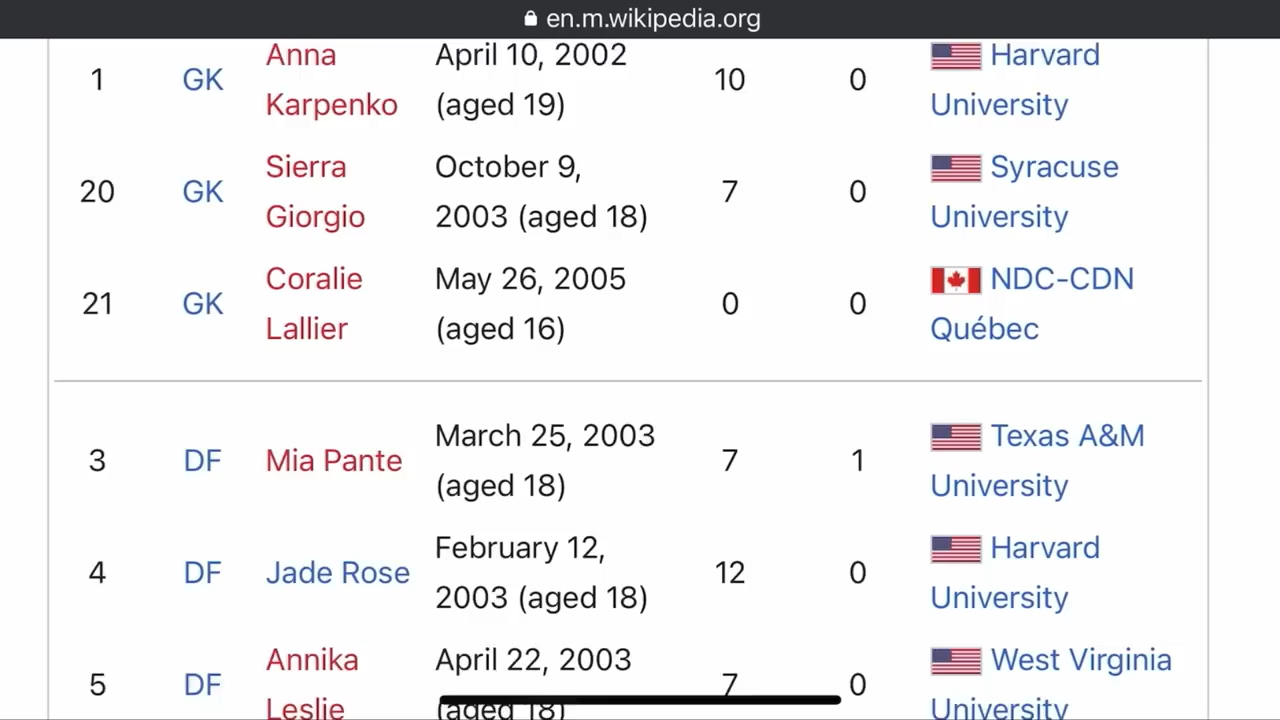 en.m.wikipedia.org
1 GK Anna Karpenko April 10, 2002 (aged 19) 10 0 Harvard University
20 GK Sierra Giorgio October 9, 2003 (aged 18) 7 0 Syracuse University
21 GK Coralie Lallier May 26, 2005 (aged 16) 0 0 NDC-CDN Québec
3 DF Mia Pante March 25, 2003 (aged 18) 7 1 Texas A&M University
4 DF Jade Rose February 12, 2003 (aged 18) 12 0 Harvard University
5 DF Annika Leslie April 22, 2003 (aged 18) 7 0 West Virginia University